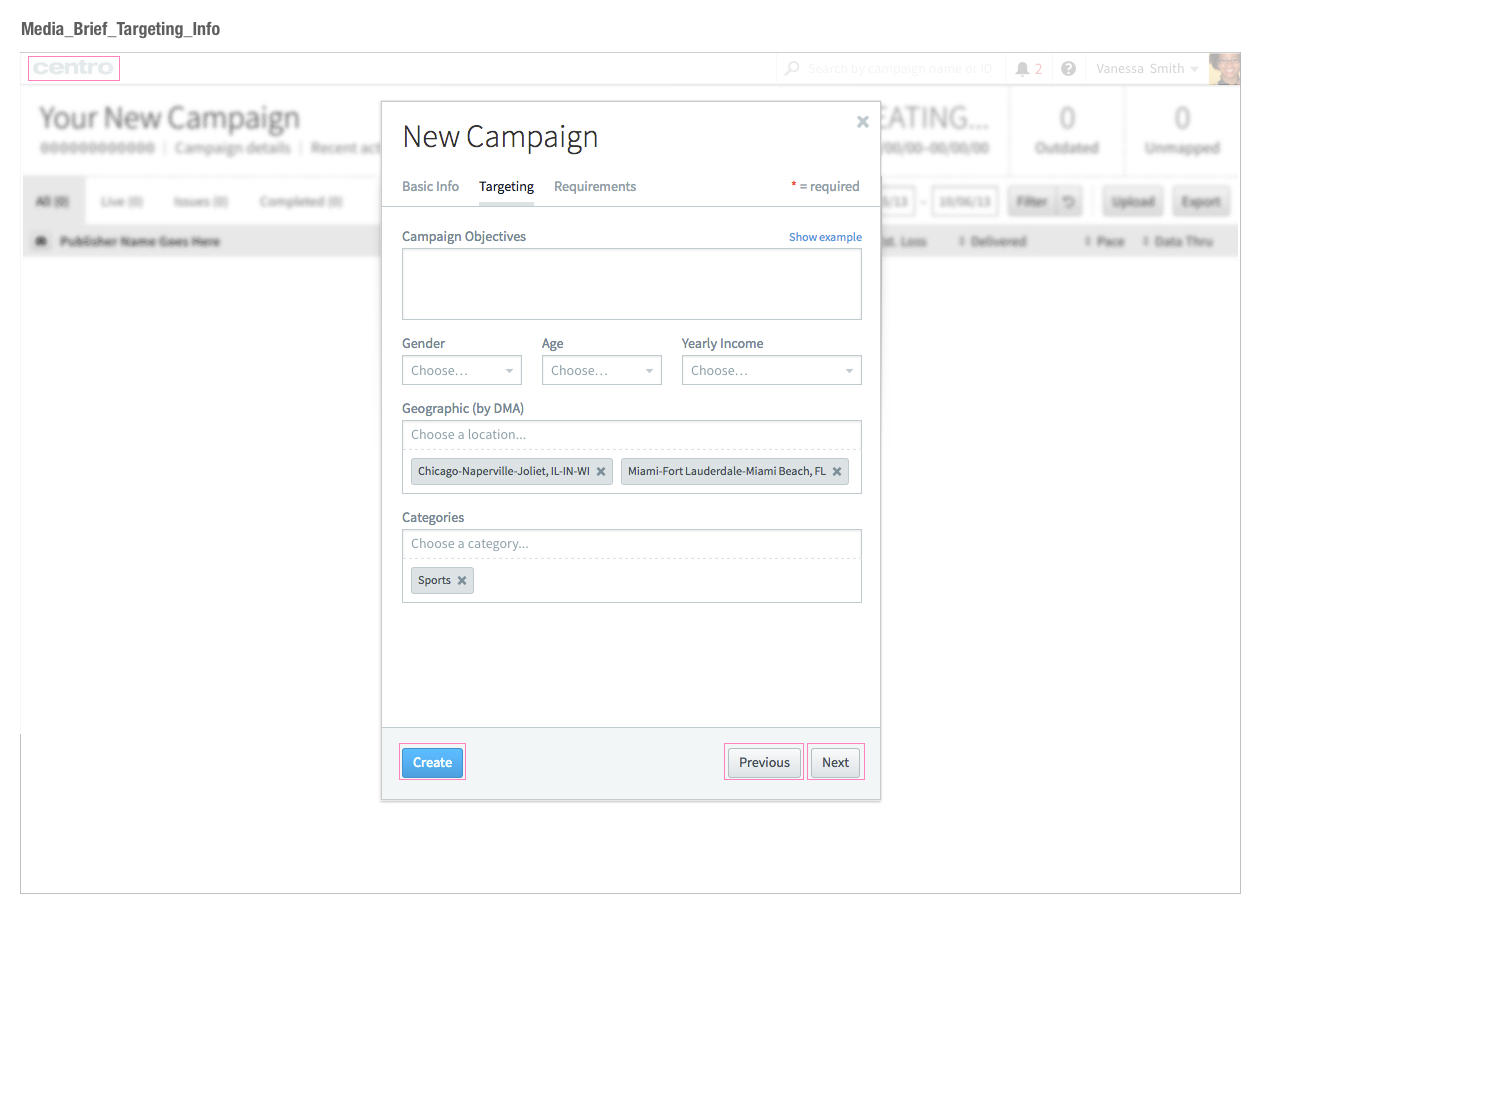 Media_Brief_Targeting_Info
centro
Search by campaign name or ID
2
?
Vanessa Smith
Your New Campaign
EATING...
0
0
000000000000 | Campaign details | Recent act
/00/00–00/00/00
Outdated
Unmapped
All (0)
Live (0)
Issues (0)
Completed (0)
/13 - 10/06/13
Filter
Upload
Export
Publisher Name Goes Here
st. Loss
Delivered
Pace
Data Thru
New Campaign
Basic Info
Targeting
Requirements
* = required
Campaign Objectives
Show example
Gender
Age
Yearly Income
Choose...
Choose...
Choose...
Geographic (by DMA)
Choose a location...
Chicago-Naperville-Joliet, IL-IN-WI
Miami-Fort Lauderdale-Miami Beach, FL
Categories
Choose a category...
Sports
Create
Previous
Next